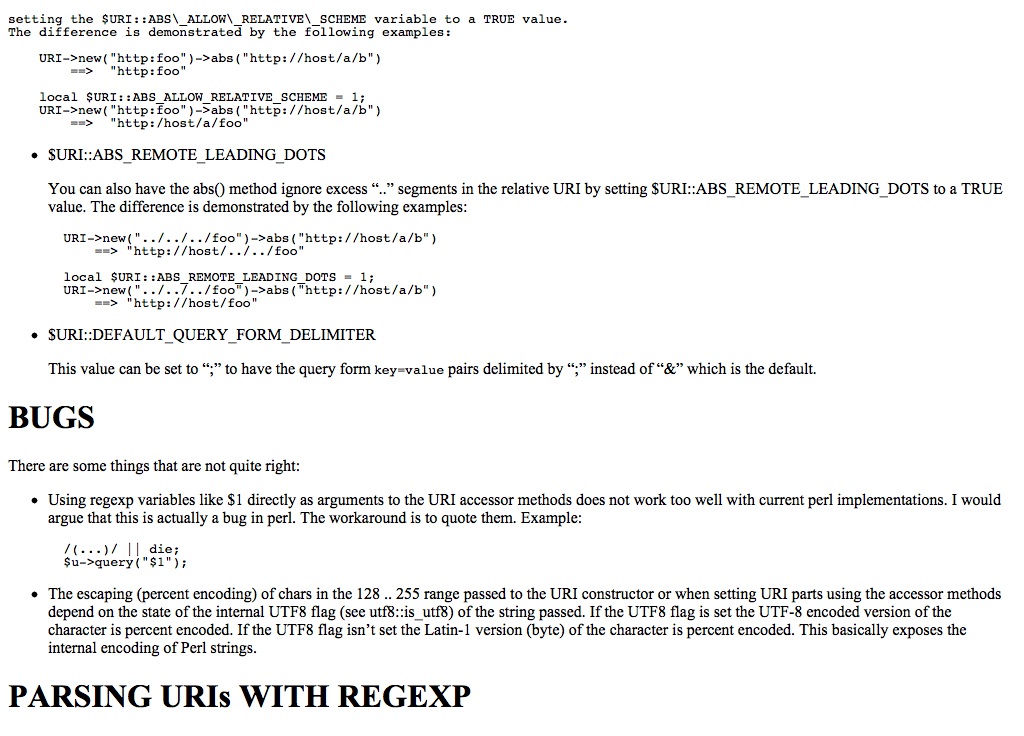 setting the $URI::ABS\_ALLOW\_RELATIVE\_SCHEME variable to a TRUE value.
The difference is demonstrated by the following examples:
URI->new("http:foo")->abs("http://host/a/b")
==> "http:foo"
local $URI::ABS_ALLOW_RELATIVE_SCHEME = 1;
URI->new("http:foo")->abs("http://host/a/b")
==> "http:/host/a/foo"
• $URI::ABS_REMOTE_LEADING_DOTS
You can also have the abs() method ignore excess “..” segments in the relative URI by setting $URI::ABS_REMOTE_LEADING_DOTS to a TRUE
value. The difference is demonstrated by the following examples:
URI->new("../../../foo")->abs("http://host/a/b")
==> "http://host/../../foo"
local $URI::ABS_REMOTE_LEADING_DOTS = 1;
URI->new("../../../foo")->abs("http://host/a/b")
==> "http://host/foo"
• $URI::DEFAULT_QUERY_FORM_DELIMITER
This value can be set to “;” to have the query form key=value pairs delimited by “;” instead of “&” which is the default.
BUGS
There are some things that are not quite right:
• Using regexp variables like $1 directly as arguments to the URI accessor methods does not work too well with current perl implementations. I would
argue that this is actually a bug in perl. The workaround is to quote them. Example:
/(...)/ || die;
$u->query("$1");
• The escaping (percent encoding) of chars in the 128 .. 255 range passed to the URI constructor or when setting URI parts using the accessor methods
depend on the state of the internal UTF8 flag (see utf8::is_utf8) of the string passed. If the UTF8 flag is set the UTF-8 encoded version of the
character is percent encoded. If the UTF8 flag isn’t set the Latin-1 version (byte) of the character is percent encoded. This basically exposes the
internal encoding of Perl strings.
PARSING URIs WITH REGEXP